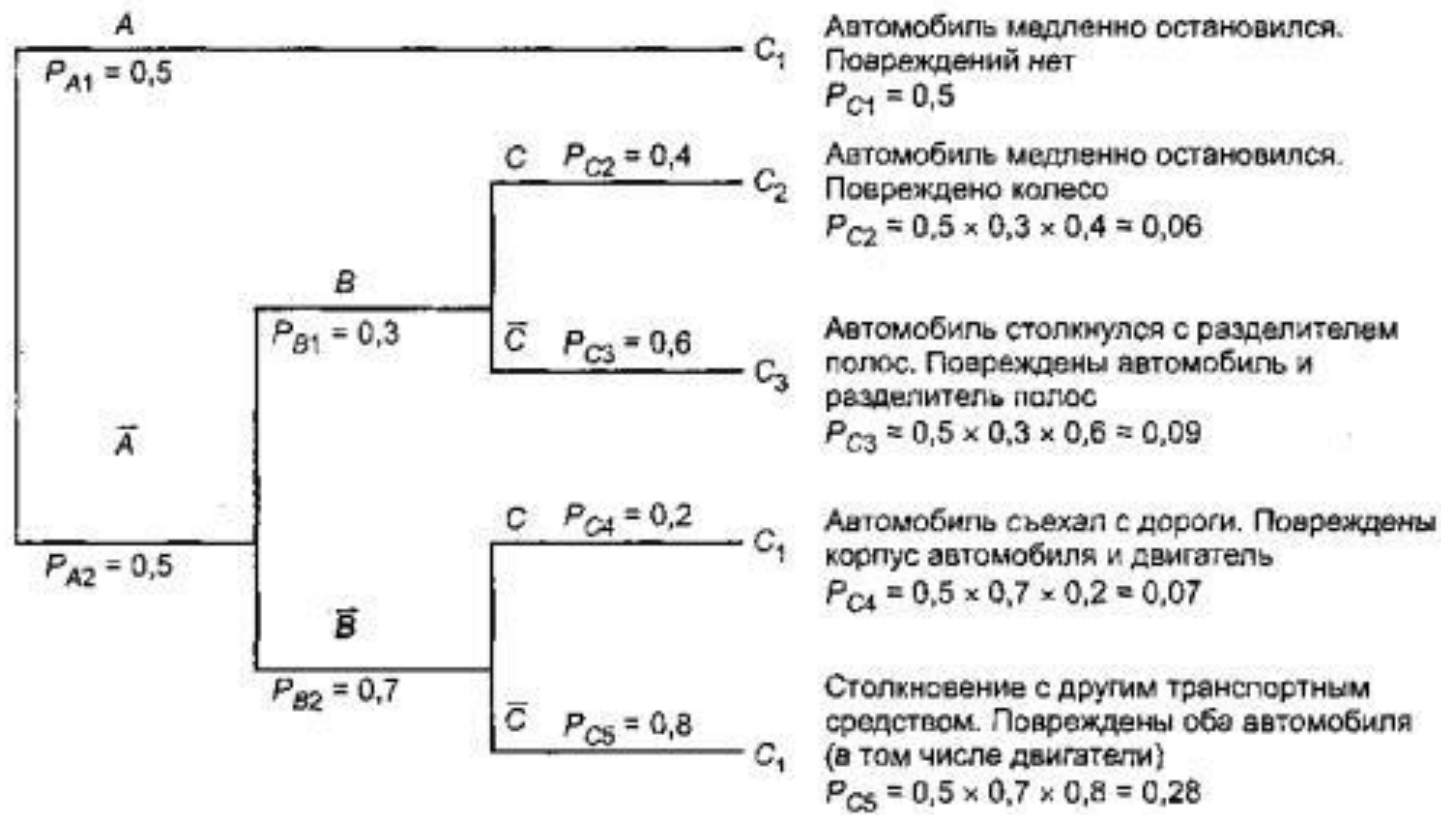 A
P_A1 = 0,5
C₁
Автомобиль медленно остановился.
Повреждений нет
P_C1 = 0,5
C P_C2 = 0,4
C₂
Автомобиль медленно остановился.
Повреждено колесо
P_C2 = 0,5 × 0,3 × 0,4 = 0,06
B
P_B1 = 0,3
C̅ P_C3 = 0,6
C₃
Автомобиль столкнулся с разделителем
полос. Повреждены автомобиль и
разделитель полос
P_C3 = 0,5 × 0,3 × 0,6 = 0,09
A̅
P_A2 = 0,5
C P_C4 = 0,2
C₁
Автомобиль съехал с дороги. Повреждены
корпус автомобиля и двигатель
P_C4 = 0,5 × 0,7 × 0,2 = 0,07
B̅
P_B2 = 0,7
C̅ P_C5 = 0,8
C₁
Столкновение с другим транспортным
средством. Повреждены оба автомобиля
(в том числе двигатели)
P_C5 = 0,5 × 0,7 × 0,8 = 0,28